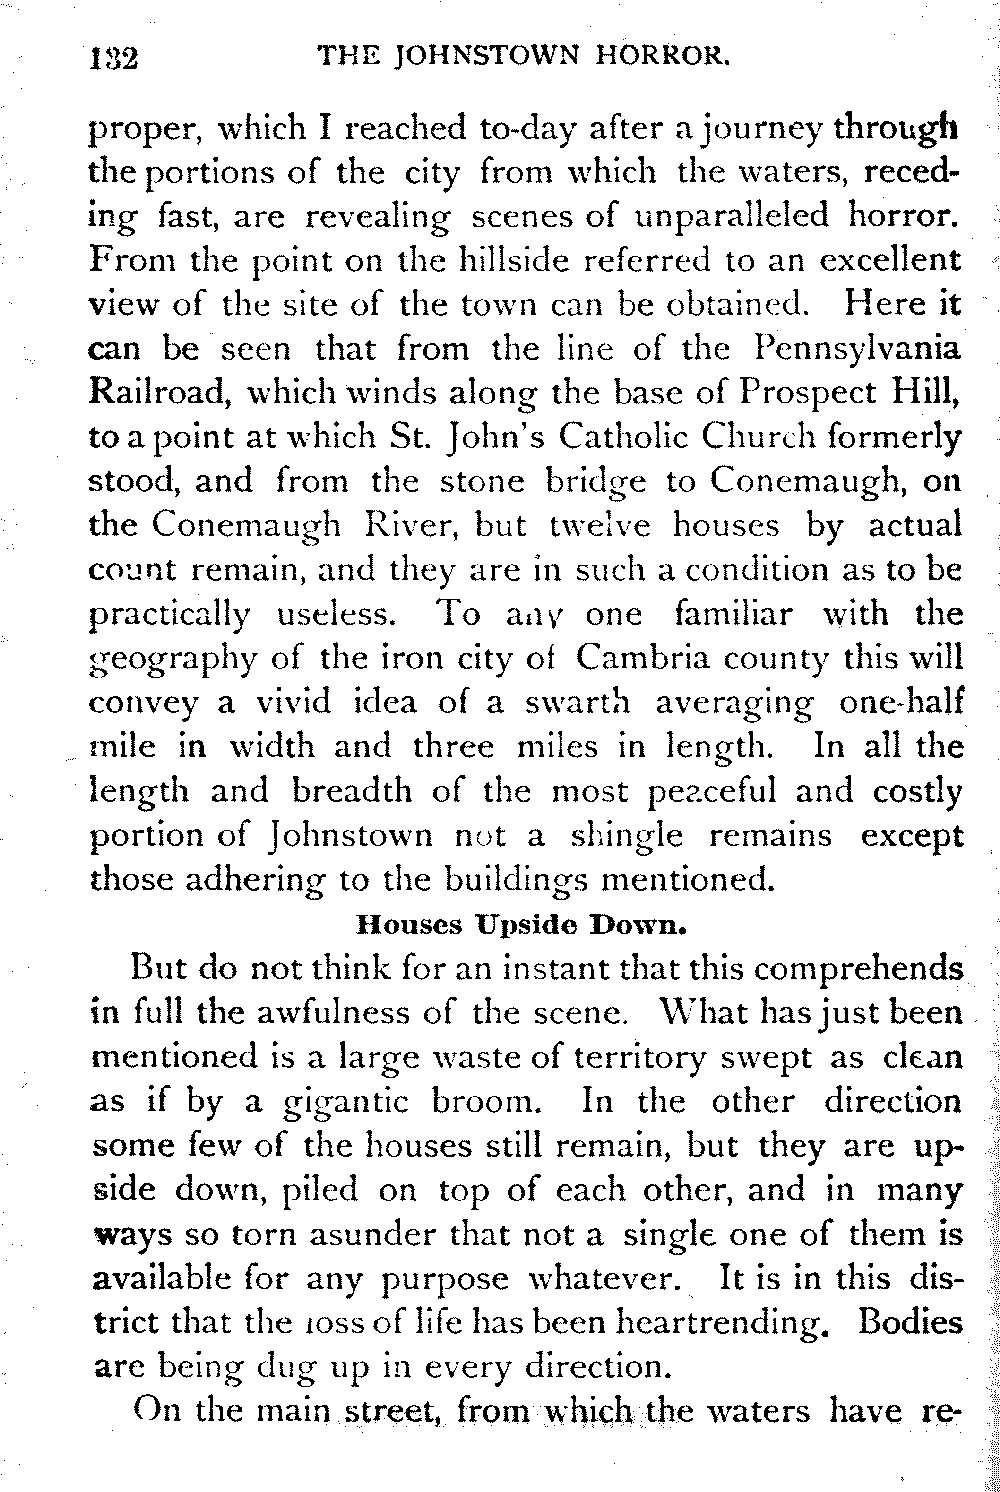 132 THE JOHNSTOWN HORROR.
proper, which I reached to-day after a journey through
the portions of the city from which the waters, reced-
ing fast, are revealing scenes of unparalleled horror.
From the point on the hillside referred to an excellent
view of the site of the town can be obtained. Here it
can be seen that from the line of the Pennsylvania
Railroad, which winds along the base of Prospect Hill,
to a point at which St. John's Catholic Church formerly
stood, and from the stone bridge to Conemaugh, on
the Conemaugh River, but twelve houses by actual
count remain, and they are in such a condition as to be
practically useless. To any one familiar with the
geography of the iron city of Cambria county this will
convey a vivid idea of a swarth averaging one-half
mile in width and three miles in length. In all the
length and breadth of the most peaceful and costly
portion of Johnstown not a shingle remains except
those adhering to the buildings mentioned.
Houses Upside Down.
But do not think for an instant that this comprehends
in full the awfulness of the scene. What has just been
mentioned is a large waste of territory swept as clean
as if by a gigantic broom. In the other direction
some few of the houses still remain, but they are up-
side down, piled on top of each other, and in many
ways so torn asunder that not a single one of them is
available for any purpose whatever. It is in this dis-
trict that the loss of life has been heartrending. Bodies
are being dug up in every direction.
On the main street, from which the waters have re-